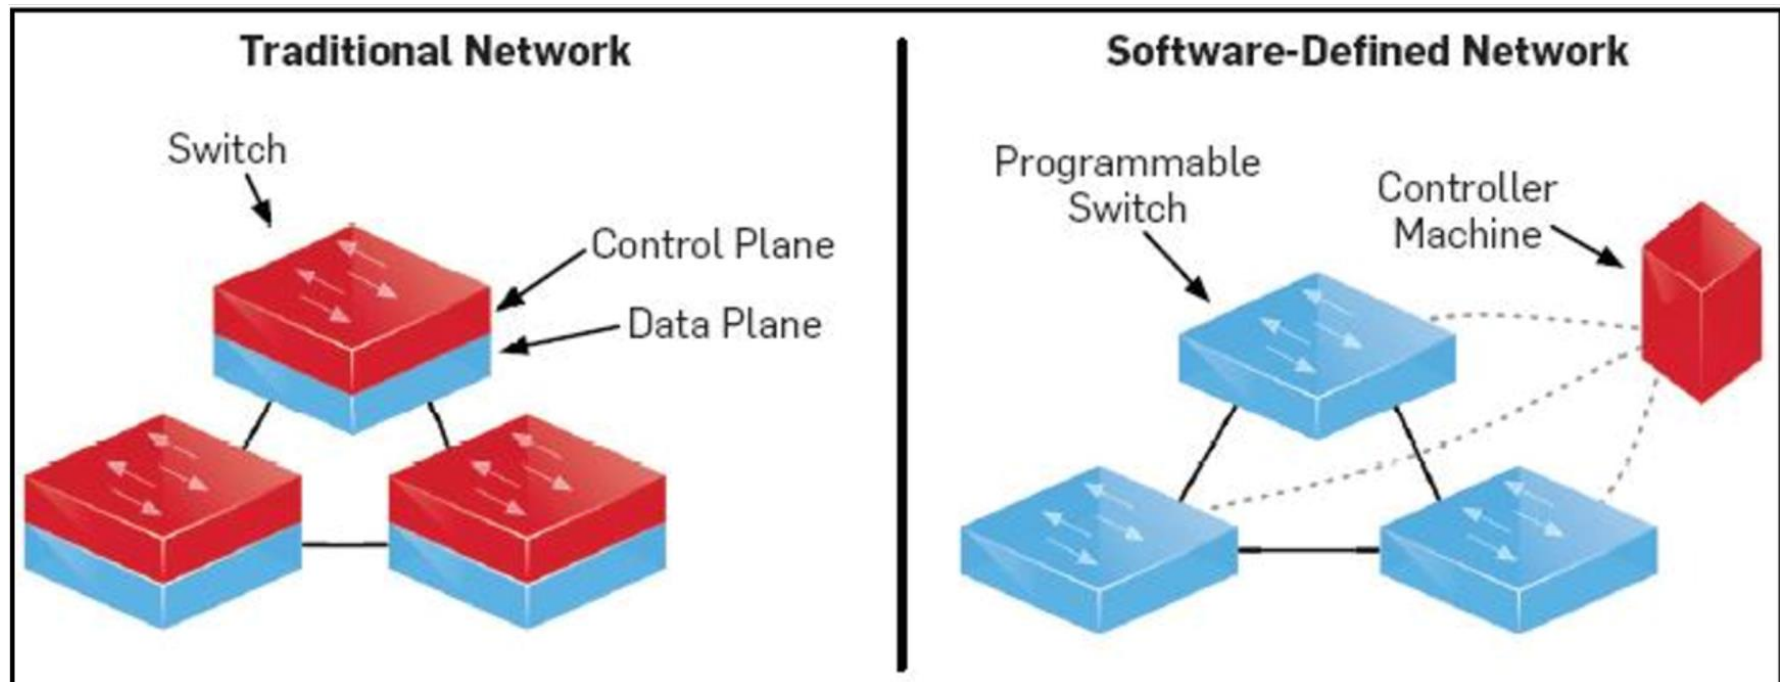 Traditional Network
Switch
Control Plane
Data Plane
Software-Defined Network
Programmable
Switch
Controller
Machine